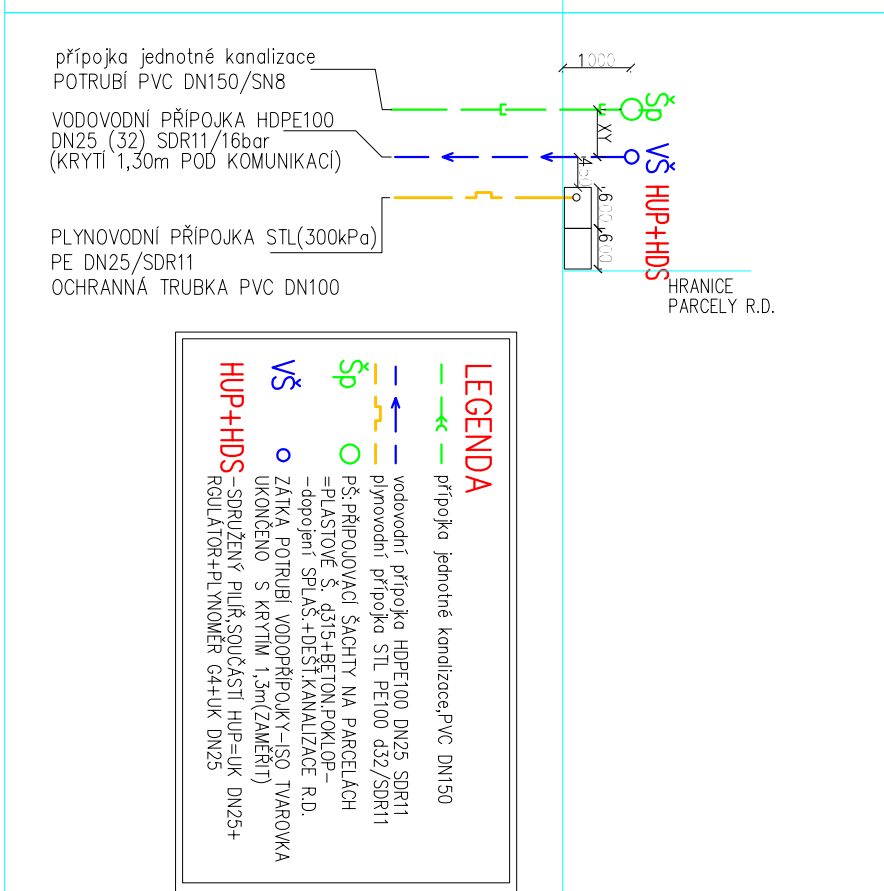 přípojka jednotné kanalizace
POTRUBÍ PVC DN150/SN8
VODOVODNÍ PŘÍPOJKA HDPE100
DN25 (32) SDR11/16bar
(KRYTÍ 1,30m POD KOMUNIKACÍ)
PLYNOVODNÍ PŘÍPOJKA STL(300kPa)
PE DN25/SDR11
OCHRANNÁ TRUBKA PVC DN100
1000
Šp
XY
VŠ
450
HUP+HDS
600
600
HRANICE
PARCELY R.D.
LEGENDA
přípojka jednotné kanalizace,PVC DN150
vodovodní přípojka HDPE100 DN25 SDR11
plynovodní přípojka STL PE100 d32/SDR11
Šp
PŠ:PŘIPOJOVACÍ ŠACHTY NA PARCELÁCH
=PLASTOVÉ Š. d315+BETON.POKLOP-
-dopojení SPLAŠ.+DEŠŤ.KANALIZACE R.D.
VŠ
ZÁTKA POTRUBÍ VODOPŘÍPOJKY-ISO TVAROVKA
UKONČENO S KRYTÍM 1,3m(ZAMĚŘIT)
HUP+HDS
-SDRUŽENÝ PILÍŘ,SOUČÁSTÍ HUP=UK DN25+
RGULÁTOR+PLYNOMĚR G4+UK DN25